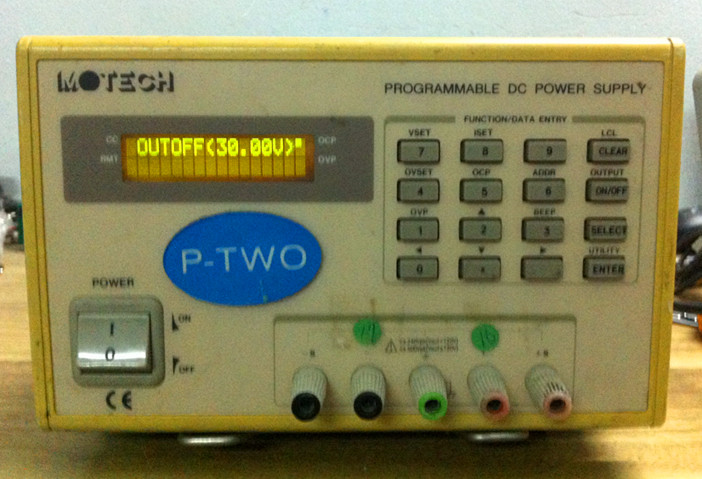 MOTECH
PROGRAMMABLE DC POWER SUPPLY
CC
RMT
OUTOFF(30.00V)
OCP
OVP
FUNCTION/DATA ENTRY
VSET ISET LCL
7 8 9 CLEAR
OVSET OCP ADDR OUTPUT
4 5 6 ON/OFF
OVP ▲ BEEP
1 2 3 SELECT
◄ ▼ ► UTILITY
0 . ENTER
P-TWO
POWER
I ON
0 OFF
CE
-S +S